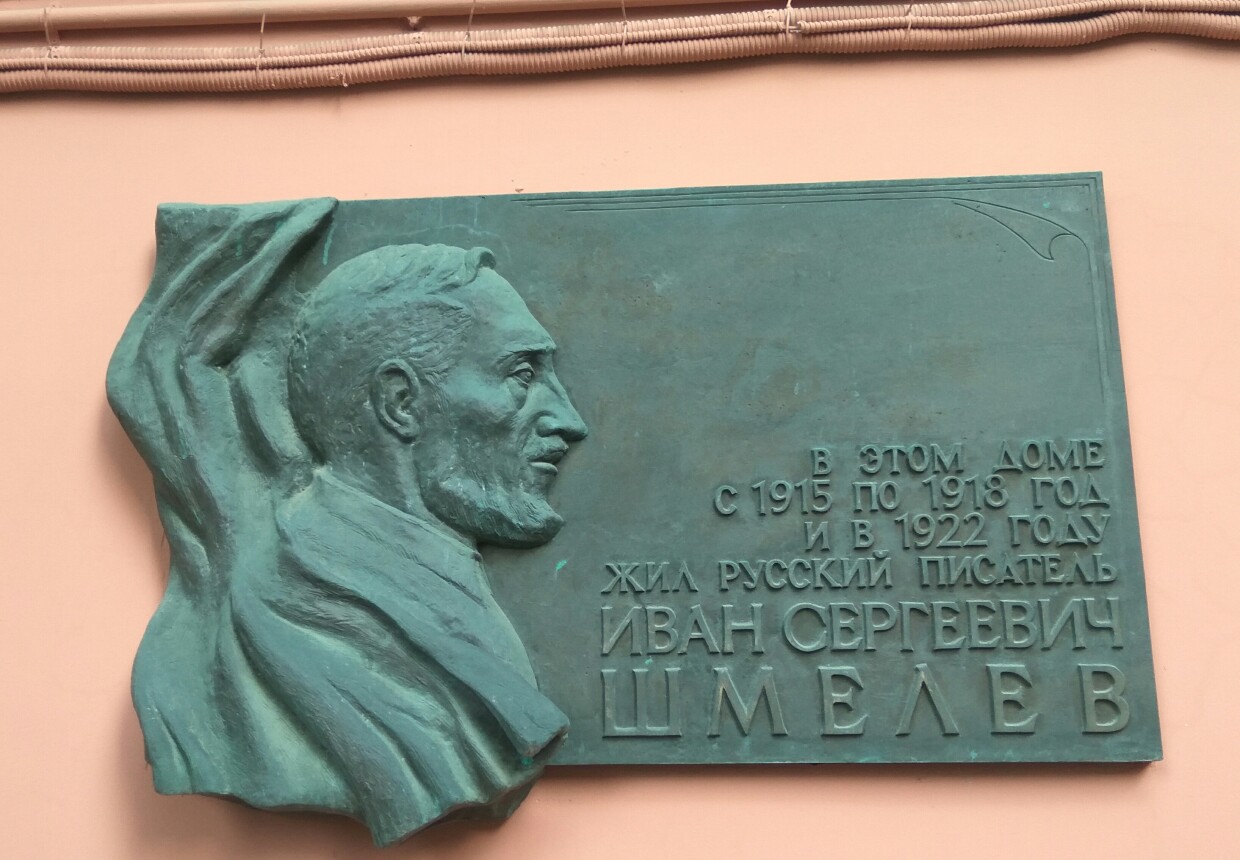 В ЭТОМ ДОМЕ
С 1915 ПО 1918 ГОД
И В 1922 ГОДУ
ЖИЛ РУССКИЙ ПИСАТЕЛЬ
ИВАН СЕРГЕЕВИЧ
ШМЕЛЕВ